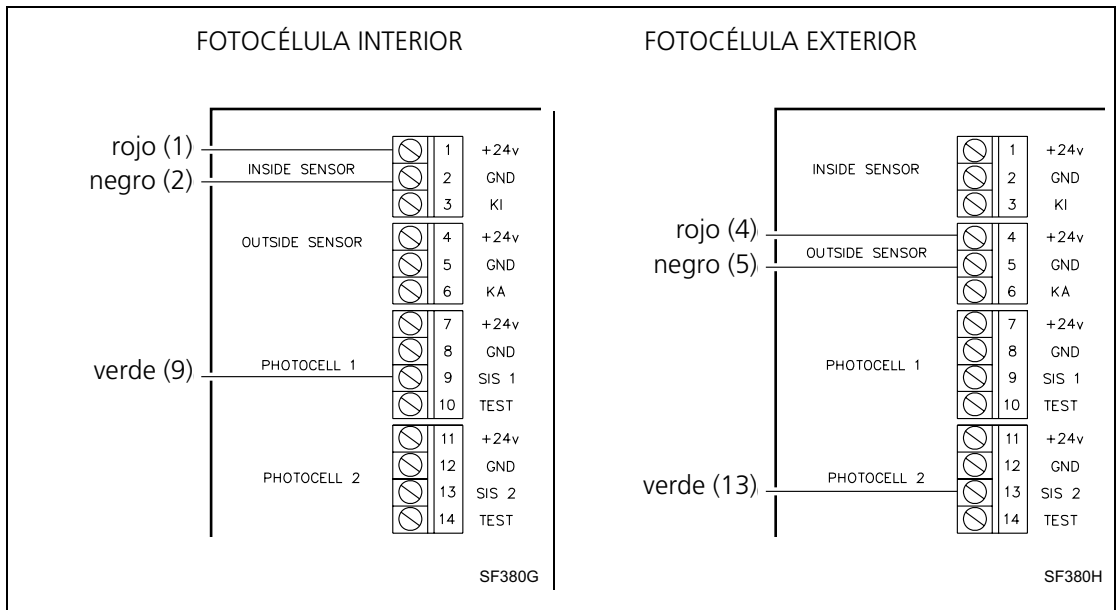 FOTOCÉLULA INTERIOR
rojo (1)
negro (2)
verde (9)
INSIDE SENSOR
OUTSIDE SENSOR
PHOTOCELL 1
PHOTOCELL 2
1 +24v
2 GND
3 KI
4 +24v
5 GND
6 KA
7 +24v
8 GND
9 SIS 1
10 TEST
11 +24v
12 GND
13 SIS 2
14 TEST
SF380G
FOTOCÉLULA EXTERIOR
rojo (4)
negro (5)
verde (13)
INSIDE SENSOR
OUTSIDE SENSOR
PHOTOCELL 1
PHOTOCELL 2
1 +24v
2 GND
3 KI
4 +24v
5 GND
6 KA
7 +24v
8 GND
9 SIS 1
10 TEST
11 +24v
12 GND
13 SIS 2
14 TEST
SF380H